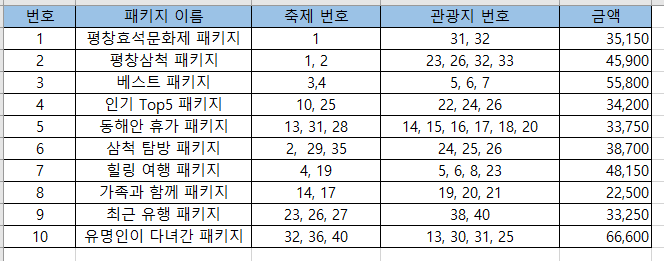 번호 패키지 이름 축제 번호 관광지 번호 금액
1 평창효석문화제 패키지 1 31, 32 35,150
2 평창삼척 패키지 1, 2 23, 26, 32, 33 45,900
3 베스트 패키지 3,4 5, 6, 7 55,800
4 인기 Top5 패키지 10, 25 22, 24, 26 34,200
5 동해안 휴가 패키지 13, 31, 28 14, 15, 16, 17, 18, 20 33,750
6 삼척 탐방 패키지 2, 29, 35 24, 25, 26 38,700
7 힐링 여행 패키지 4, 19 5, 6, 8, 23 48,150
8 가족과 함께 패키지 14, 17 19, 20, 21 22,500
9 최근 유행 패키지 23, 26, 27 38, 40 33,250
10 유명인이 다녀간 패키지 32, 36, 40 13, 30, 31, 25 66,600